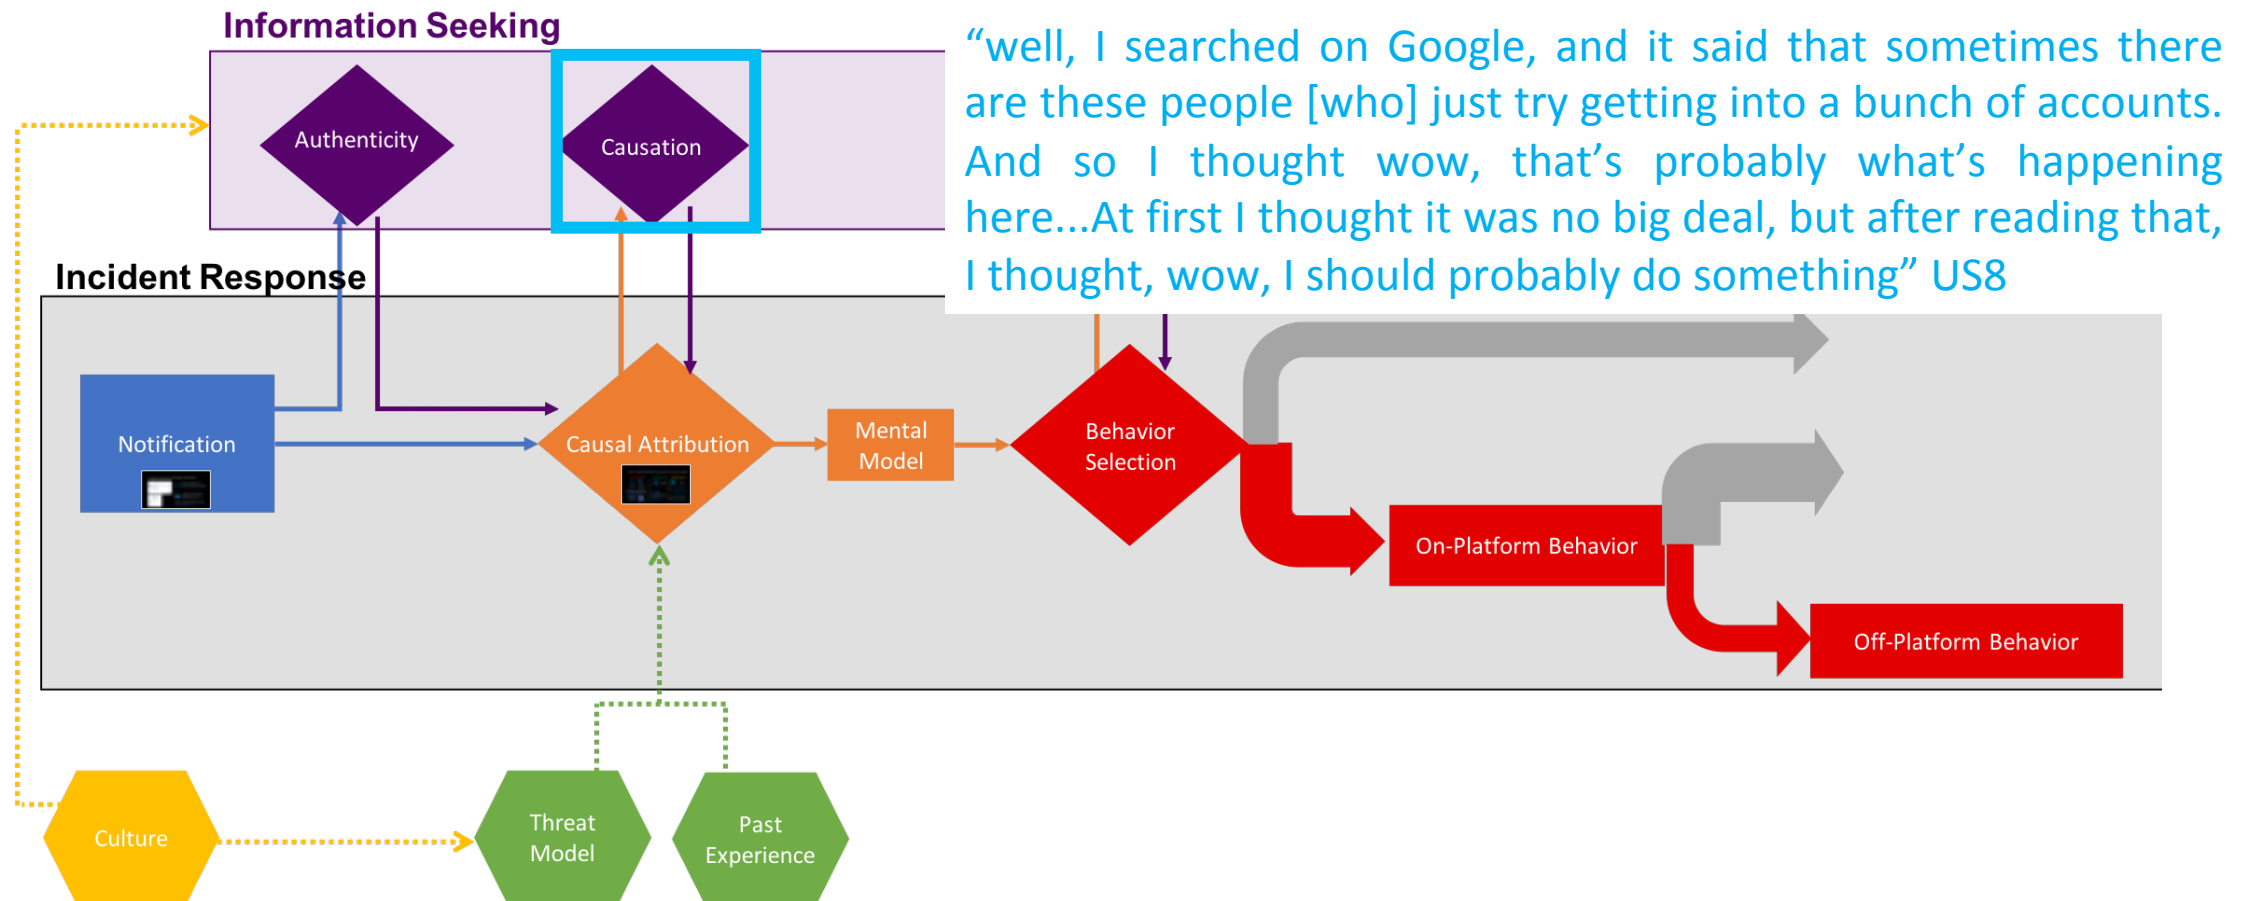 Information Seeking
“well, I searched on Google, and it said that sometimes there
are these people [who] just try getting into a bunch of accounts.
And so I thought wow, that’s probably what’s happening
here...At first I thought it was no big deal, but after reading that,
I thought, wow, I should probably do something” US8
Authenticity
Causation
Incident Response
Notification
Causal Attribution
Mental
Model
Behavior
Selection
On-Platform Behavior
Off-Platform Behavior
Culture
Threat
Model
Past
Experience